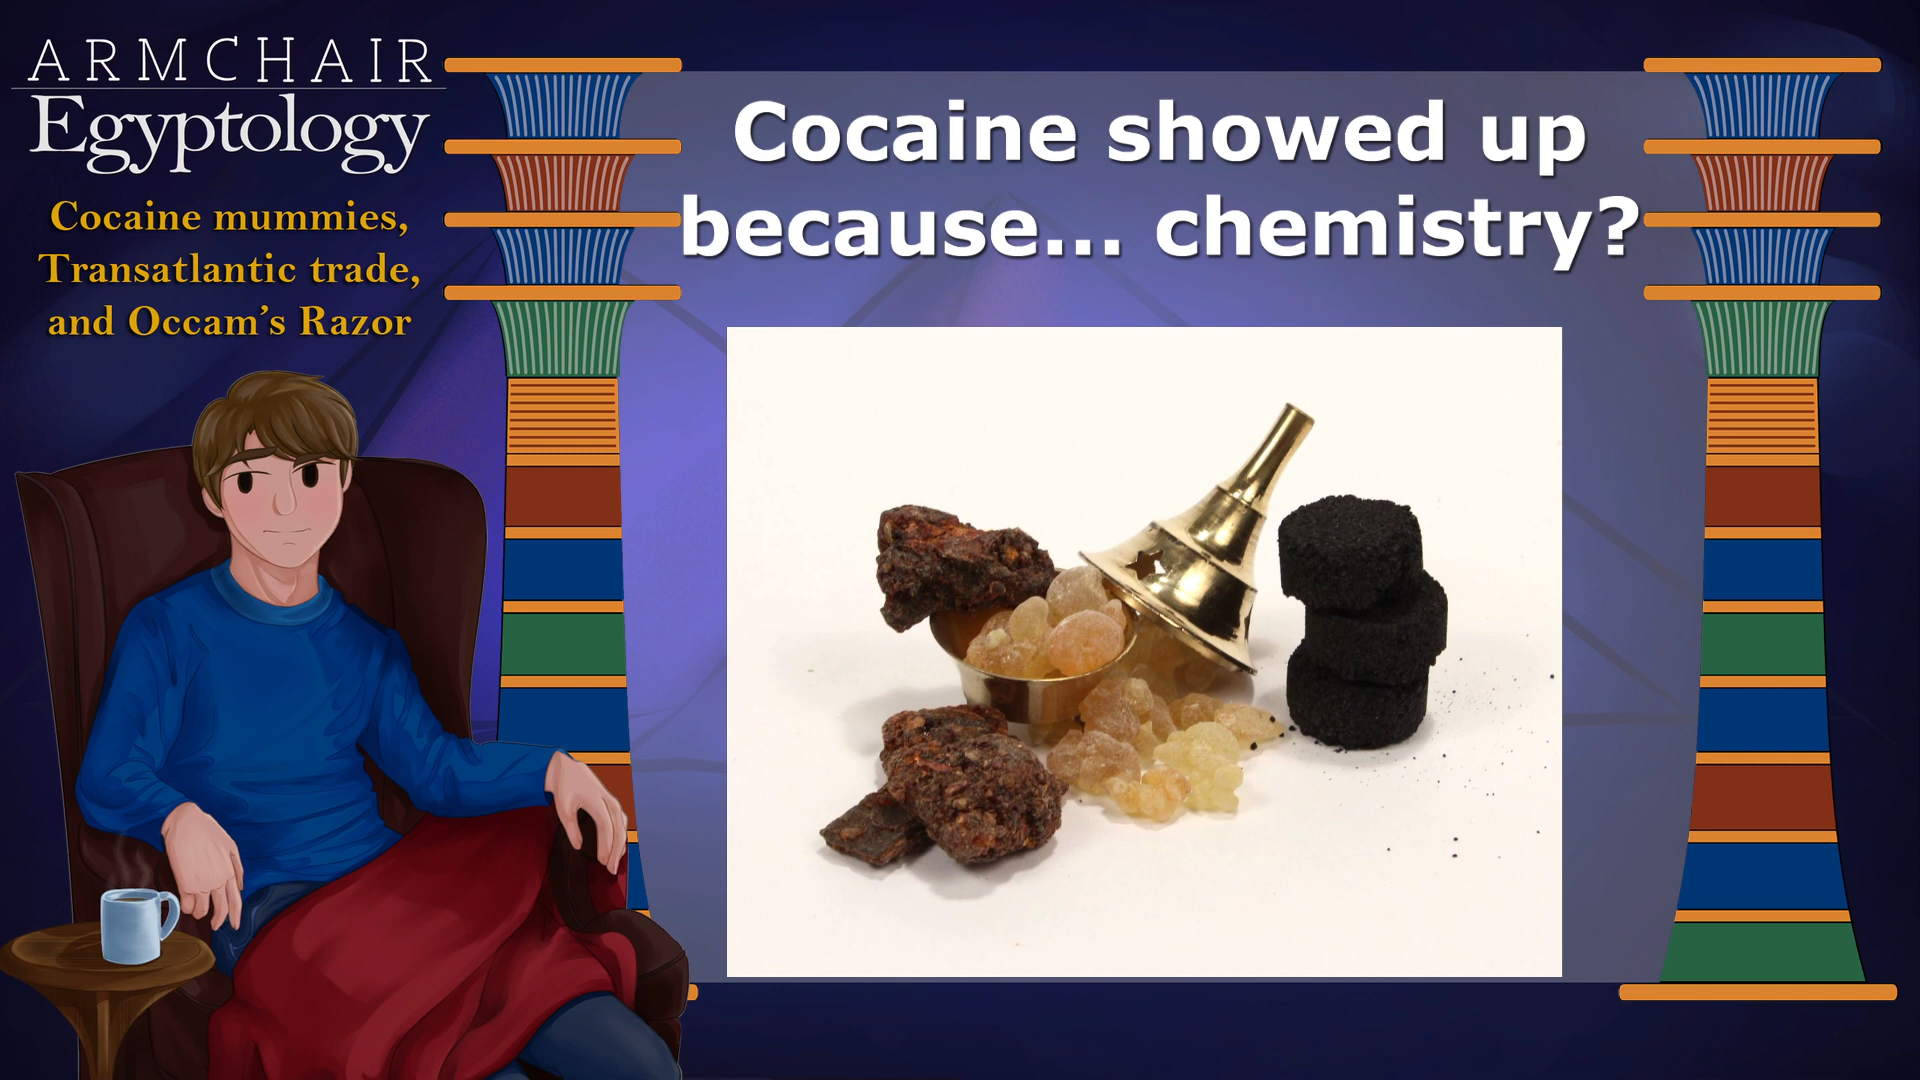 ARMCHAIR
Egyptology
Cocaine mummies,
Transatlantic trade,
and Occam’s Razor
Cocaine showed up
because... chemistry?